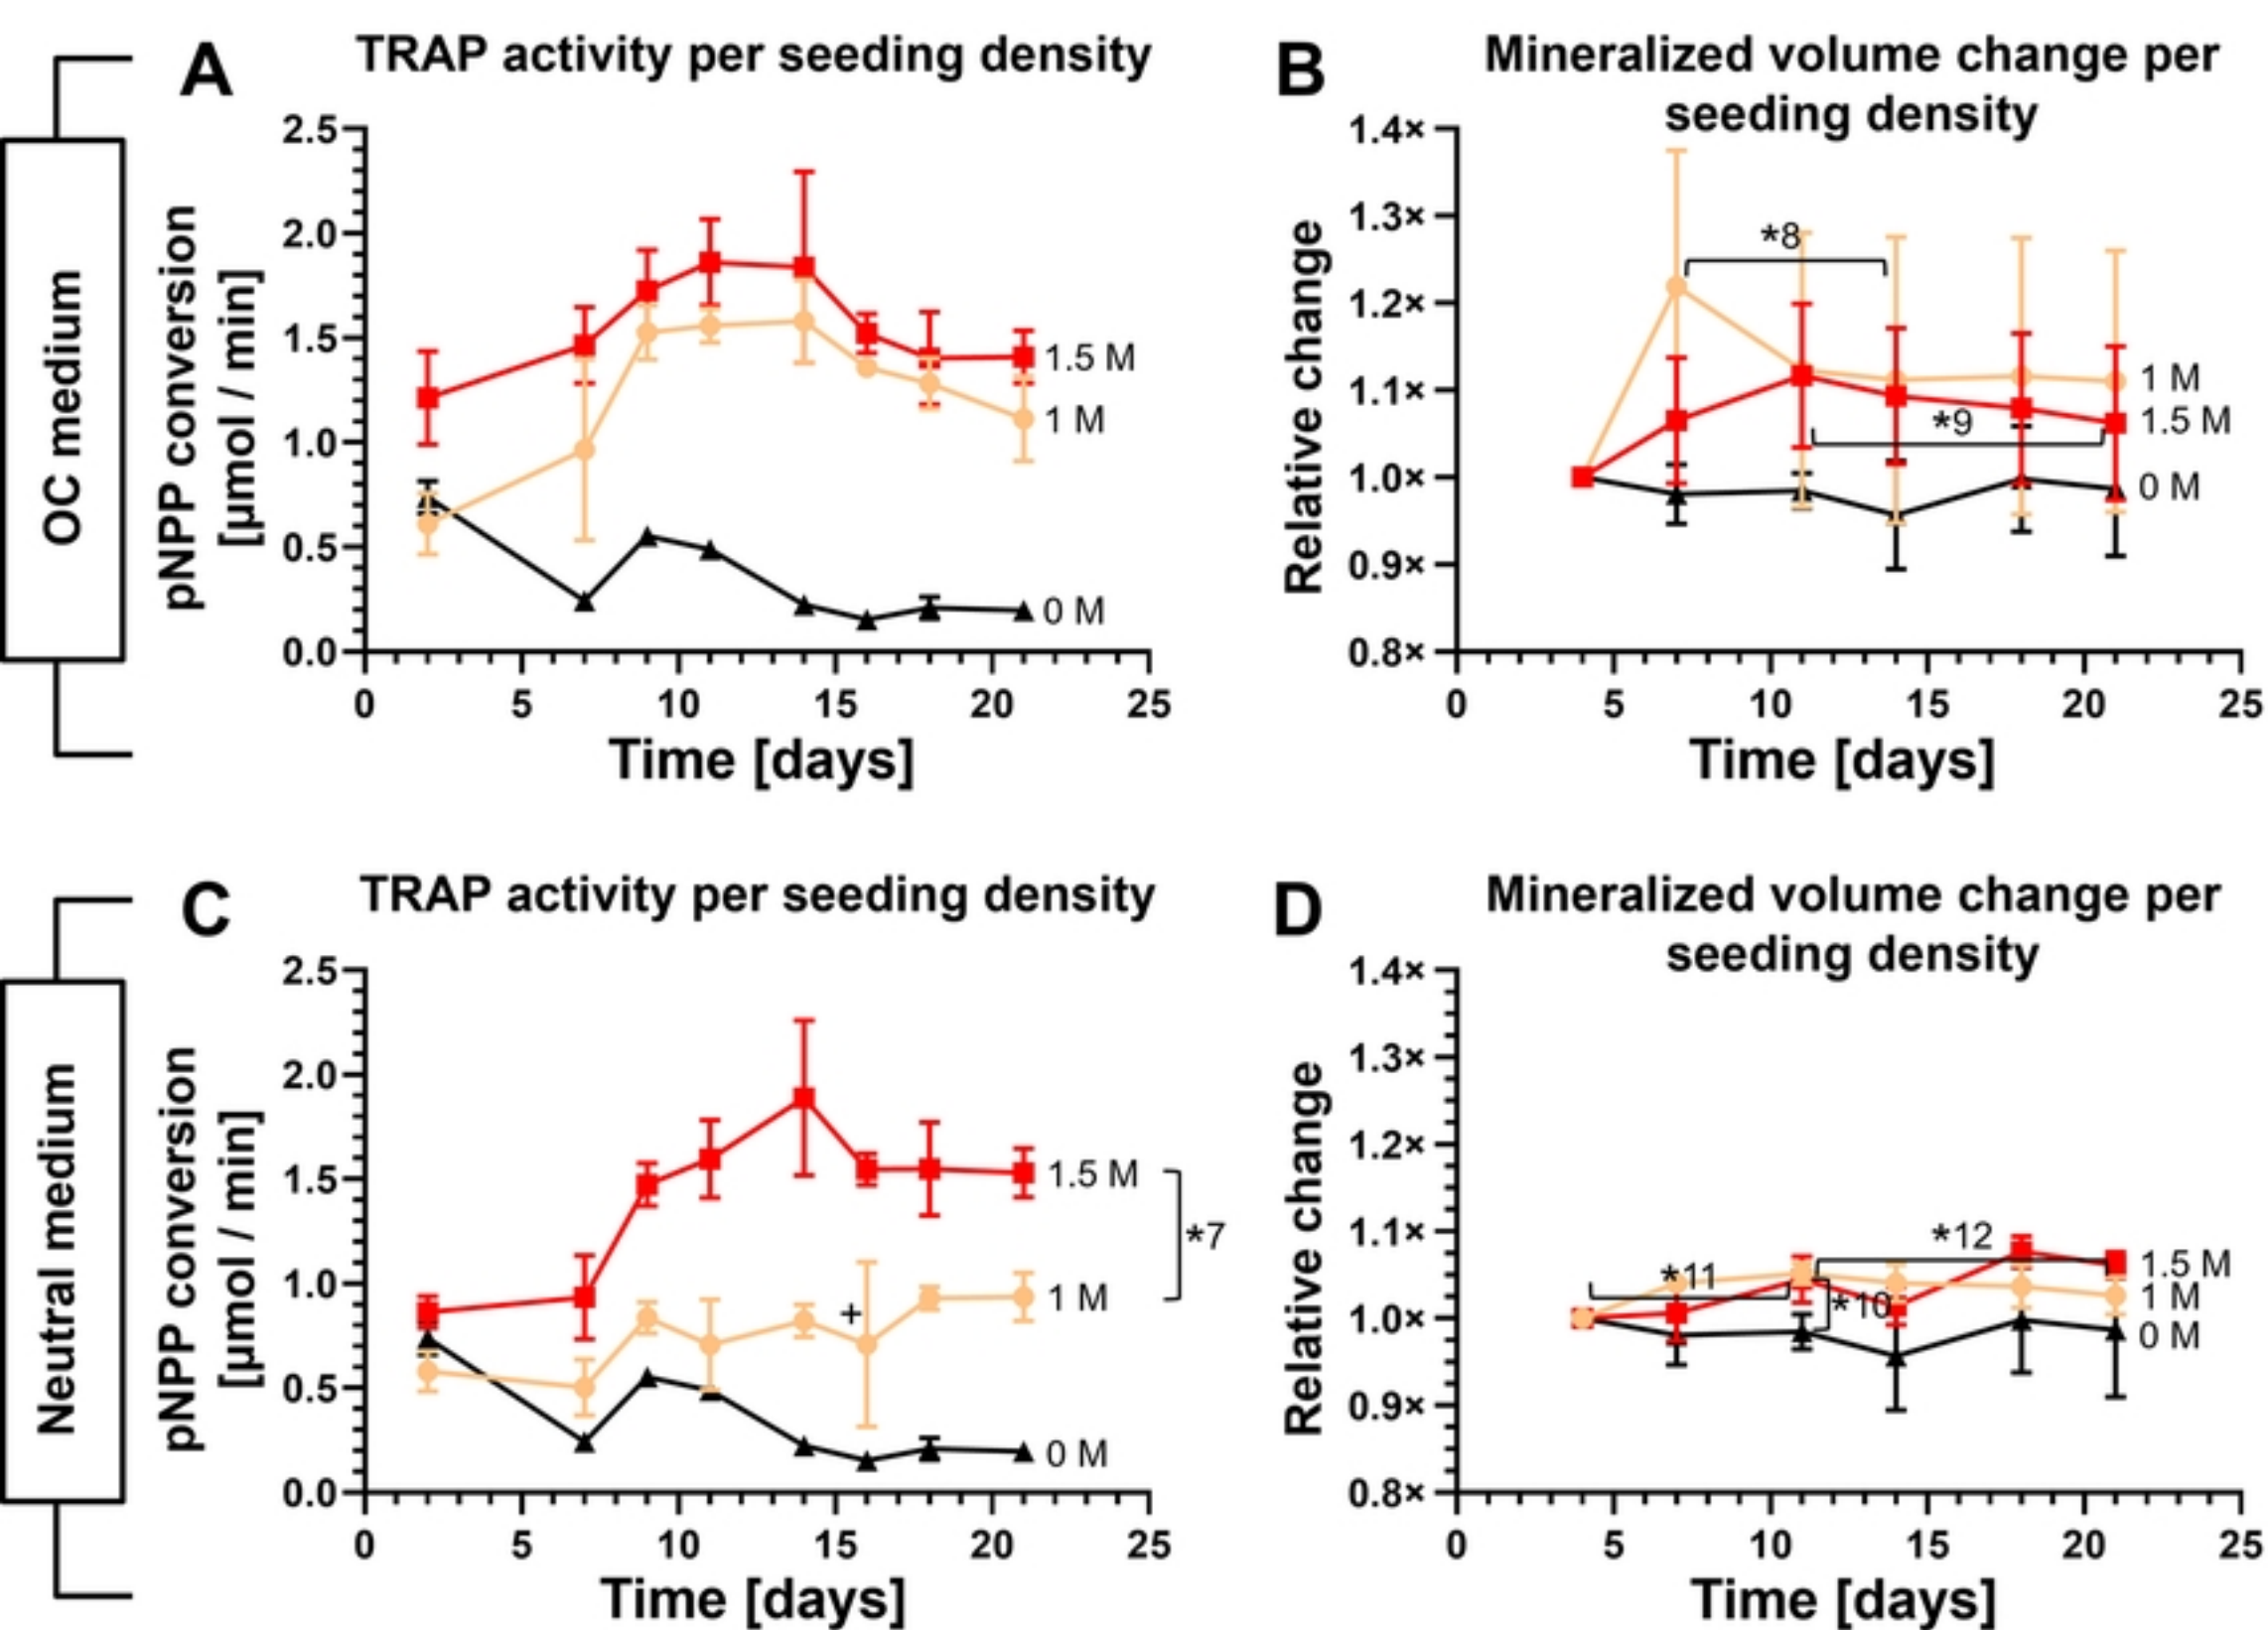 OC medium
A
TRAP activity per seeding density
pNPP conversion
[µmol / min]
2.5
2.0
1.5
1.0
0.5
0.0
1.5 M
1 M
0 M
0 5 10 15 20 25
Time [days]
B
Mineralized volume change per
seeding density
Relative change
1.4×
1.3×
1.2×
1.1×
1.0×
0.9×
0.8×
*8
*9
1 M
1.5 M
0 M
0 5 10 15 20 25
Time [days]
Neutral medium
C
TRAP activity per seeding density
pNPP conversion
[µmol / min]
2.5
2.0
1.5
1.0
0.5
0.0
1.5 M
*7
1 M
+
0 M
0 5 10 15 20 25
Time [days]
D
Mineralized volume change per
seeding density
Relative change
1.4×
1.3×
1.2×
1.1×
1.0×
0.9×
0.8×
*12
*11
*10
1.5 M
1 M
0 M
0 5 10 15 20 25
Time [days]